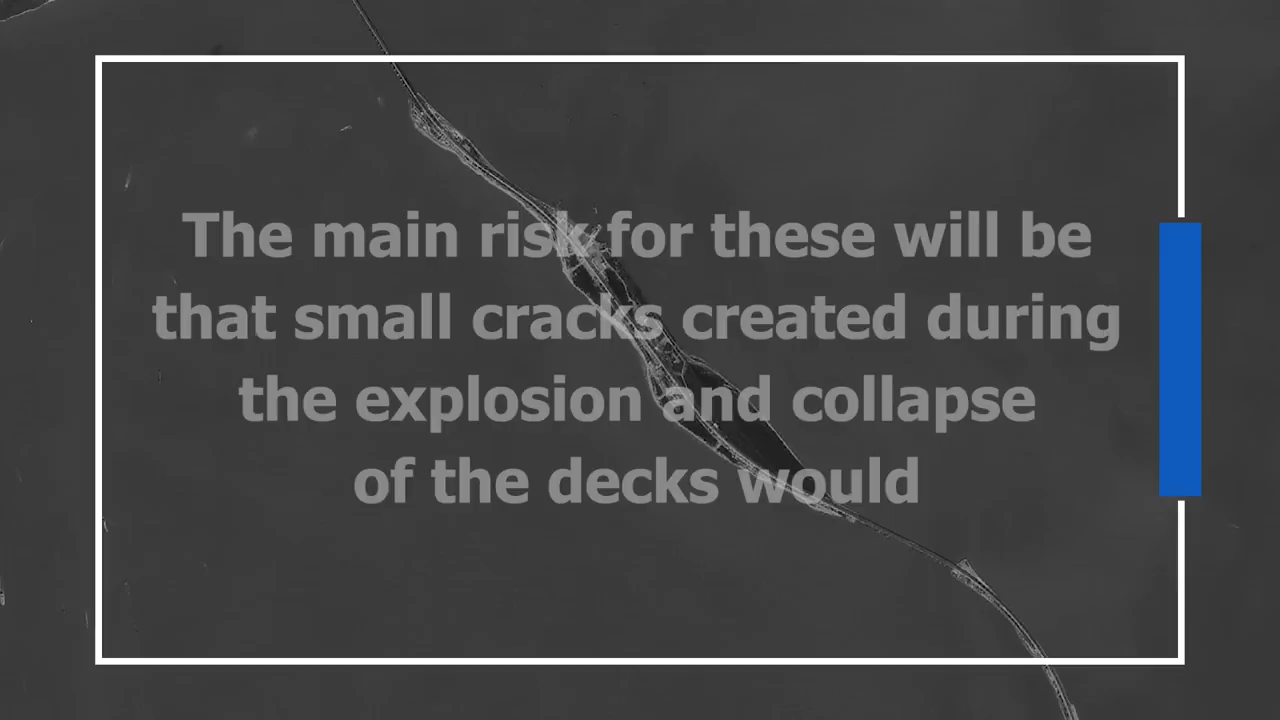 The main risk for these will be
that small cracks created during
the explosion and collapse
of the decks would